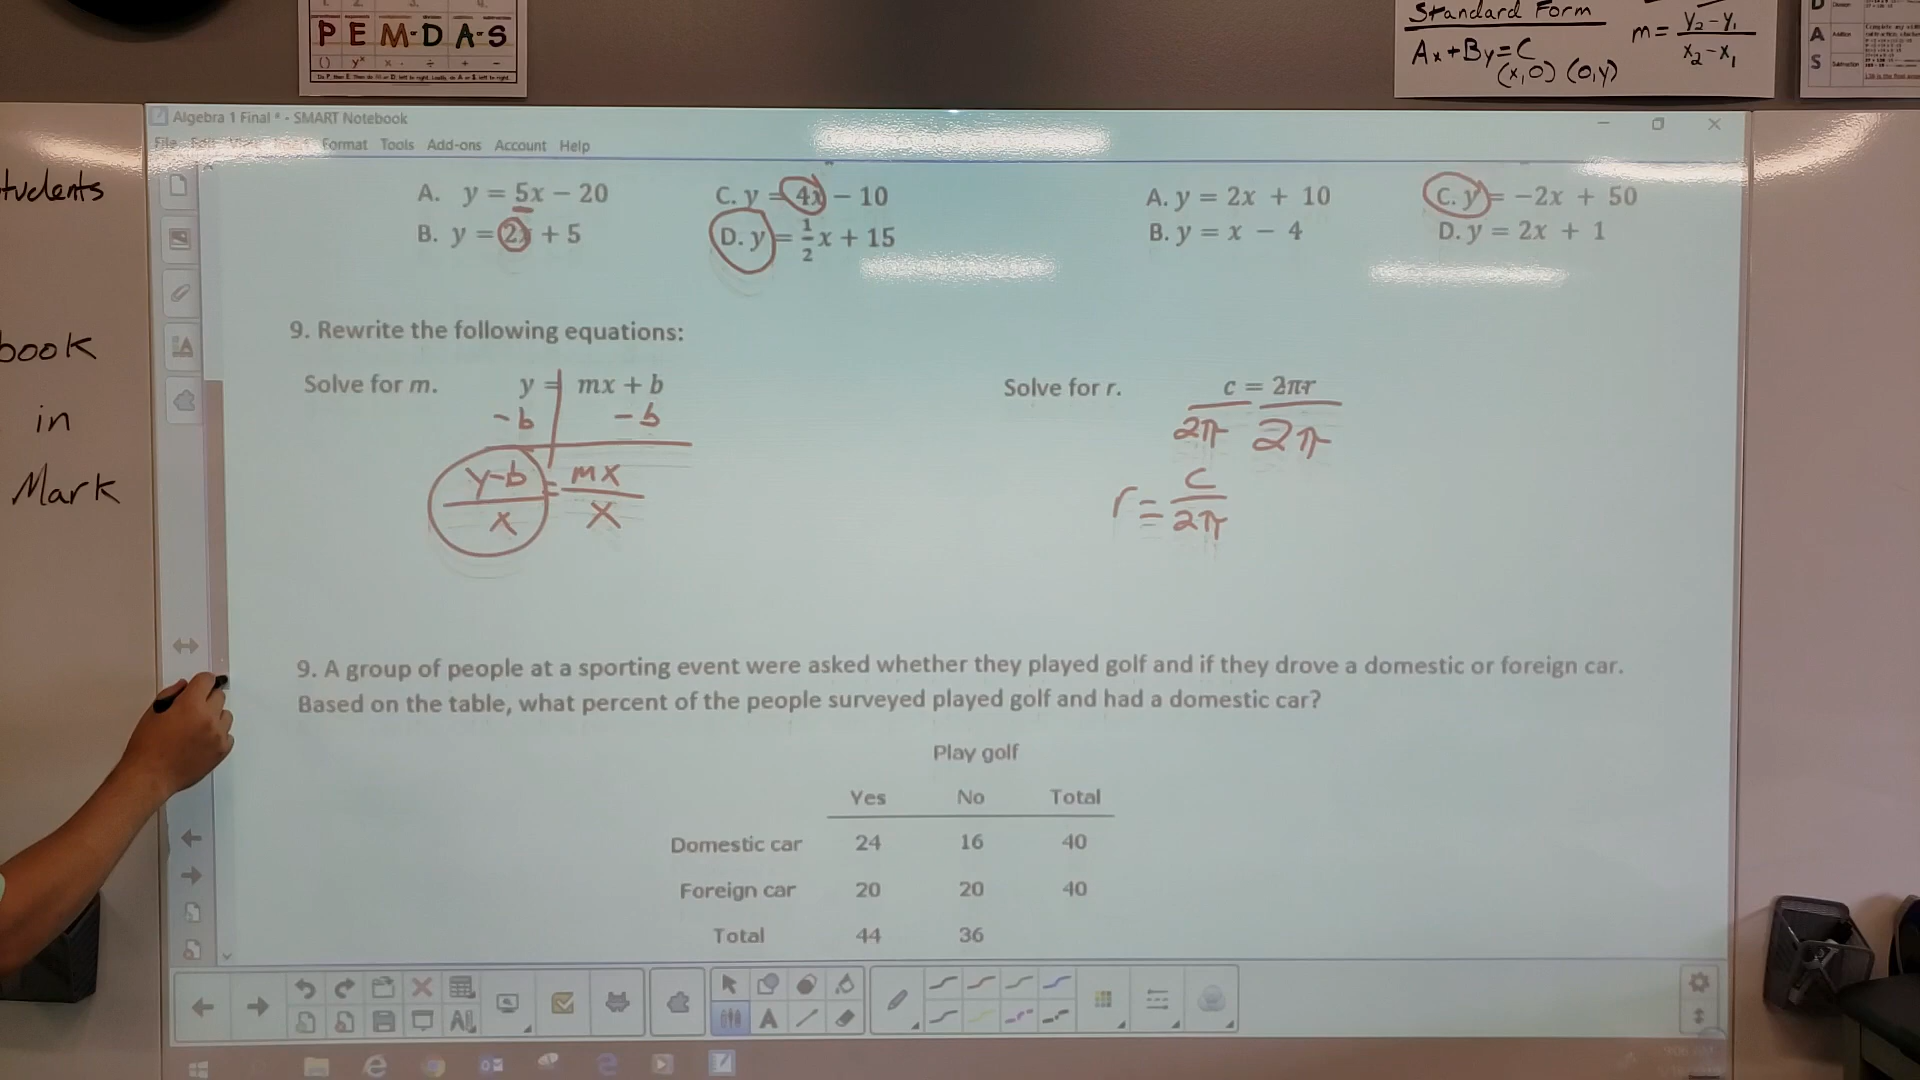 P E M-D A-S
() yˣ × · ÷ + −
Standard Form
Ax+By=C
(x,0) (0,y)
m= y₂-y₁
x₂-x₁
A
S
Addition
Subtraction
Algebra 1 Final * - SMART Notebook
File Edit View Format Tools Add-ons Account Help
A. y = 5x − 20
C. y = 4x − 10
B. y = 2x + 5
D. y = 1/2 x + 15
A. y = 2x + 10
C. y = −2x + 50
B. y = x − 4
D. y = 2x + 1
tudents
book
in
Mark
9. Rewrite the following equations:
Solve for m. y = mx + b
-b -b
y-b = mx
x x
Solve for r. c = 2πr
2π 2π
r = c
2π
9. A group of people at a sporting event were asked whether they played golf and if they drove a domestic or foreign car.
Based on the table, what percent of the people surveyed played golf and had a domestic car?
Play golf
Yes No Total
Domestic car 24 16 40
Foreign car 20 20 40
Total 44 36